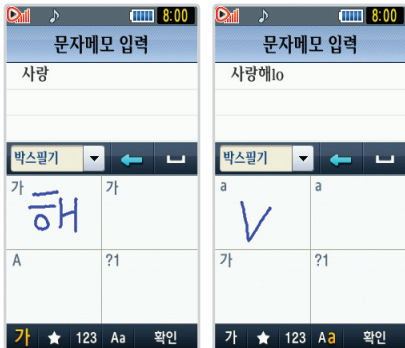 8:00
문자메모 입력
사랑
박스필기
가 가
해
A ?1
가 ★ 123 Aa 확인
8:00
문자메모 입력
사랑해lo
박스필기
a a
V
가 ?1
가 ★ 123 Aa 확인